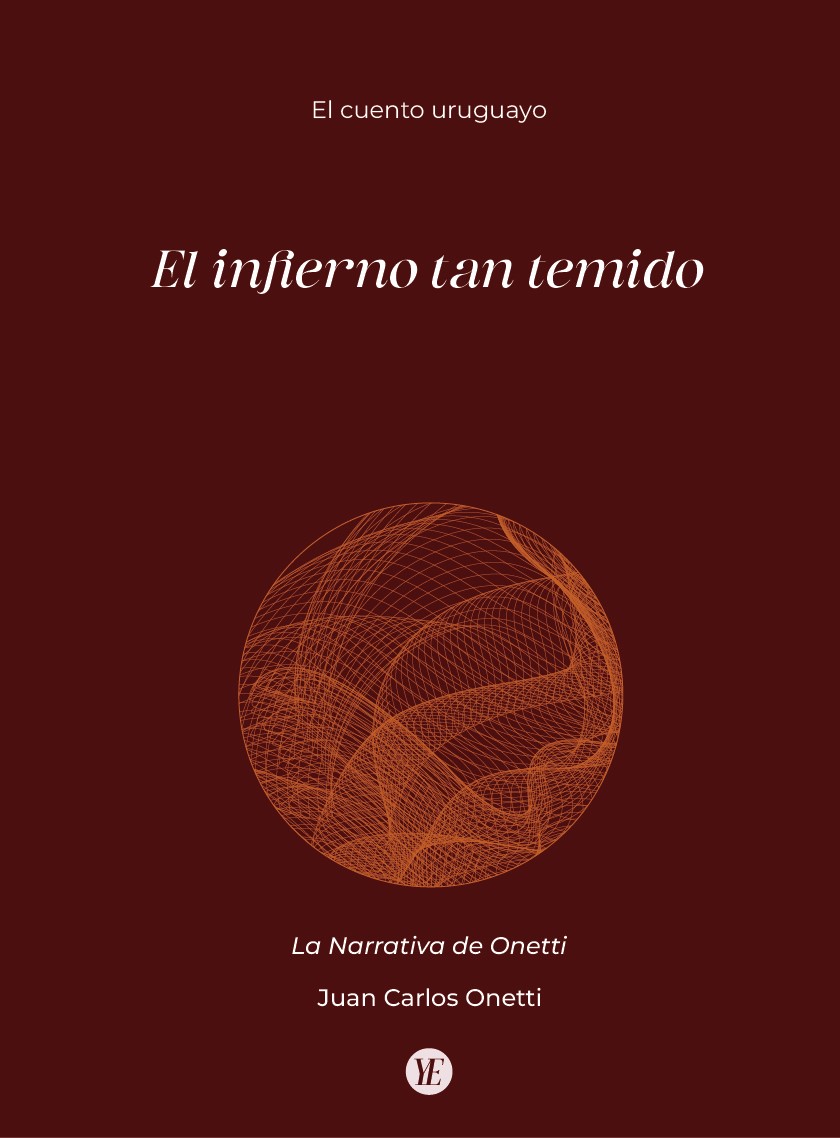 El cuento uruguayo
El infierno tan temido
La Narrativa de Onetti
Juan Carlos Onetti
YE